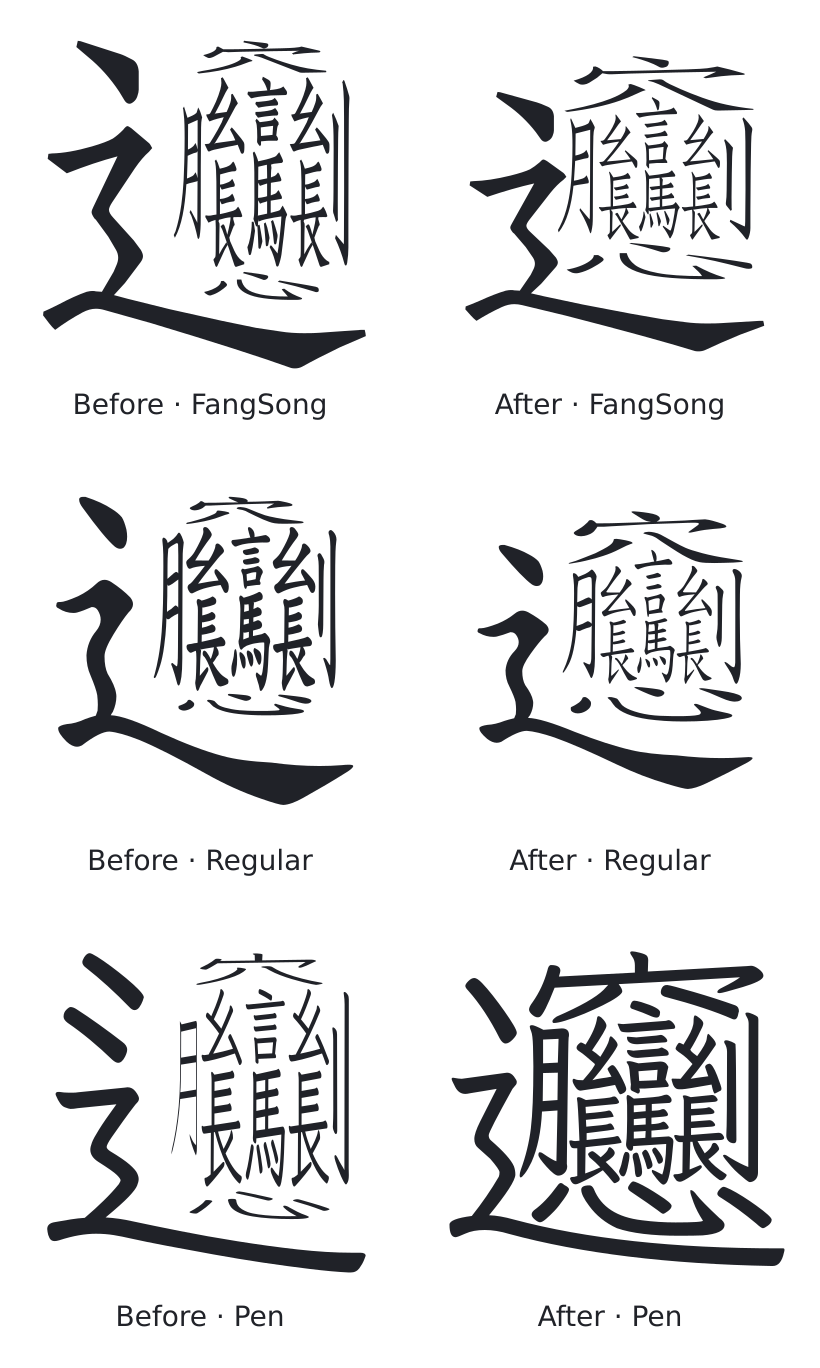 𰻞 𰻞
Before · FangSong After · FangSong
𰻞 𰻞
Before · Regular After · Regular
𰻞 𰻞
Before · Pen After · Pen